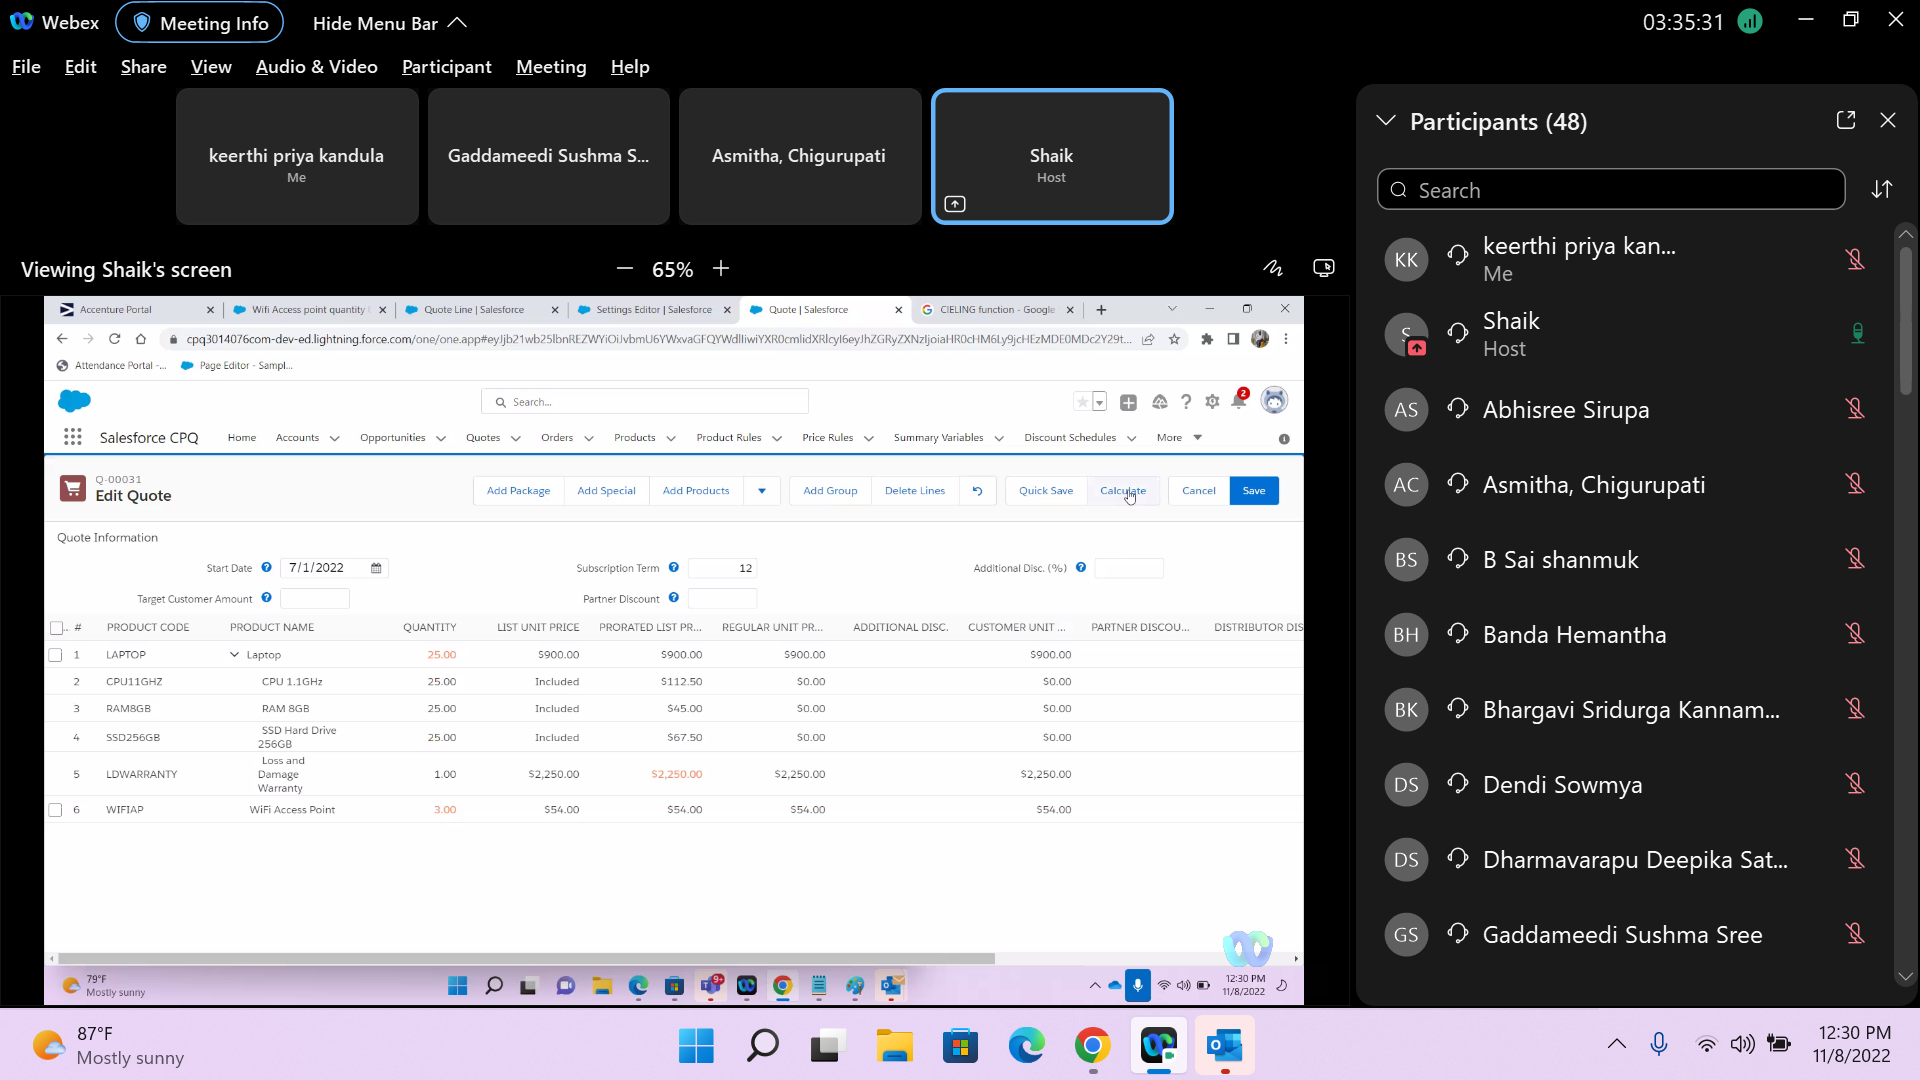 Webex Meeting Info Hide Menu Bar 03:35:31
File Edit Share View Audio & Video Participant Meeting Help
keerthi priya kandula
Me
Gaddameedi Sushma S...
Asmitha, Chigurupati
Shaik
Host
Viewing Shaik's screen 65%
Accenture Portal
Wifi Access point quantity
Quote Line | Salesforce
Settings Editor | Salesforce
Quote | Salesforce
CIELING function - Google
Attendance Portal -... Page Editor - Sampl...
Search...
2
Salesforce CPQ Home Accounts Opportunities Quotes Orders Products Product Rules Price Rules Summary Variables Discount Schedules More
Q-00031
Edit Quote
Add Package Add Special Add Products Add Group Delete Lines Quick Save Calculate Cancel Save
Quote Information
Start Date 7/1/2022 Subscription Term 12 Additional Disc. (%)
Target Customer Amount Partner Discount
# PRODUCT CODE PRODUCT NAME QUANTITY LIST UNIT PRICE PRORATED LIST PR... REGULAR UNIT PR... ADDITIONAL DISC. CUSTOMER UNIT ... PARTNER DISCOU... DISTRIBUTOR DIS
1 LAPTOP Laptop 25.00 $900.00 $900.00 $900.00 $900.00
2 CPU11GHZ CPU 1.1GHz 25.00 Included $112.50 $0.00 $0.00
3 RAM8GB RAM 8GB 25.00 Included $45.00 $0.00 $0.00
4 SSD256GB SSD Hard Drive 256GB 25.00 Included $67.50 $0.00 $0.00
5 LDWARRANTY Loss and Damage Warranty 1.00 $2,250.00 $2,250.00 $2,250.00 $2,250.00
6 WIFIAP WiFi Access Point 3.00 $54.00 $54.00 $54.00 $54.00
79°F
Mostly sunny
9+
12:30 PM
11/8/2022
Participants (48)
Search
KK keerthi priya kan...
Me
S Shaik
Host
AS Abhisree Sirupa
AC Asmitha, Chigurupati
BS B Sai shanmuk
BH Banda Hemantha
BK Bhargavi Sridurga Kannam...
DS Dendi Sowmya
DS Dharmavarapu Deepika Sat...
GS Gaddameedi Sushma Sree
87°F
Mostly sunny
12:30 PM
11/8/2022